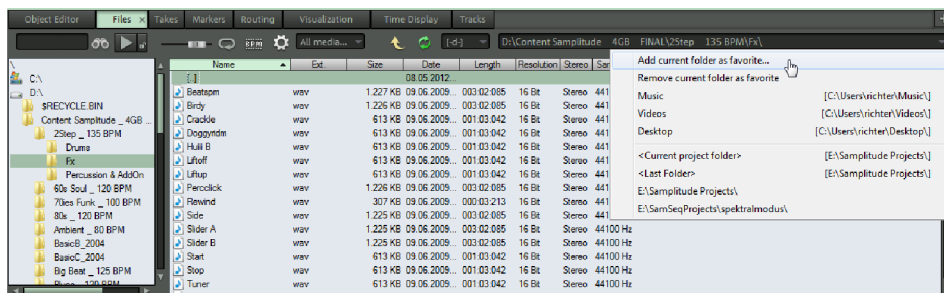 Object Editor Files × Takes Markers Routing Visualization Time Display Tracks
BPM All media... [-d-] D:\Content Samplitude _ 4GB _ FINAL\2Step _ 135 BPM\Fx\
\
C:\
D:\
$RECYCLE.BIN
Content Samplitude _ 4GB ...
2Step _ 135 BPM
Drums
Fx
Percussion & AddOn
60s Soul _ 120 BPM
70ies Funk _ 100 BPM
80s _ 120 BPM
Ambient _ 80 BPM
BasicB_2004
BasicC_2004
Big Beat _ 125 BPM
Name Ext. Size Date Length Resolution Stereo
[..] 08.05.2012...
Beatapm wav 1.227 KB 09.06.2009... 003:02:085 16 Bit Stereo 441
Birdy wav 1.226 KB 09.06.2009... 003:02:085 16 Bit Stereo 441
Crackle wav 613 KB 09.06.2009... 001:03:042 16 Bit Stereo 441
Doggyridm wav 613 KB 09.06.2009... 001:03:042 16 Bit Stereo 441
Huili B wav 613 KB 09.06.2009... 001:03:042 16 Bit Stereo 441
Liftoff wav 613 KB 09.06.2009... 001:03:042 16 Bit Stereo 441
Liftup wav 613 KB 09.06.2009... 001:03:042 16 Bit Stereo 441
Percclick wav 1.226 KB 09.06.2009... 003:02:085 16 Bit Stereo 441
Rewind wav 307 KB 09.06.2009... 000:03:213 16 Bit Stereo 441
Side wav 1.225 KB 09.06.2009... 003:02:085 16 Bit Stereo 441
Slider A wav 1.225 KB 09.06.2009... 003:02:085 16 Bit Stereo 44100 Hz
Slider B wav 1.225 KB 09.06.2009... 003:02:085 16 Bit Stereo 44100 Hz
Start wav 613 KB 09.06.2009... 001:03:042 16 Bit Stereo 44100 Hz
Stop wav 613 KB 09.06.2009... 001:03:042 16 Bit Stereo 44100 Hz
Tuner wav 613 KB 09.06.2009... 001:03:042 16 Bit Stereo 44100 Hz
Add current folder as favorite...
Remove current folder as favorite
Music [C:\Users\richter\Music\]
Videos [C:\Users\richter\Videos\]
Desktop [C:\Users\richter\Desktop\]
<Current project folder> [E:\Samplitude Projects\]
<Last Folder> [E:\Samplitude Projects\]
E:\Samplitude Projects\
E:\SamSeqProjects\spektralmodus\